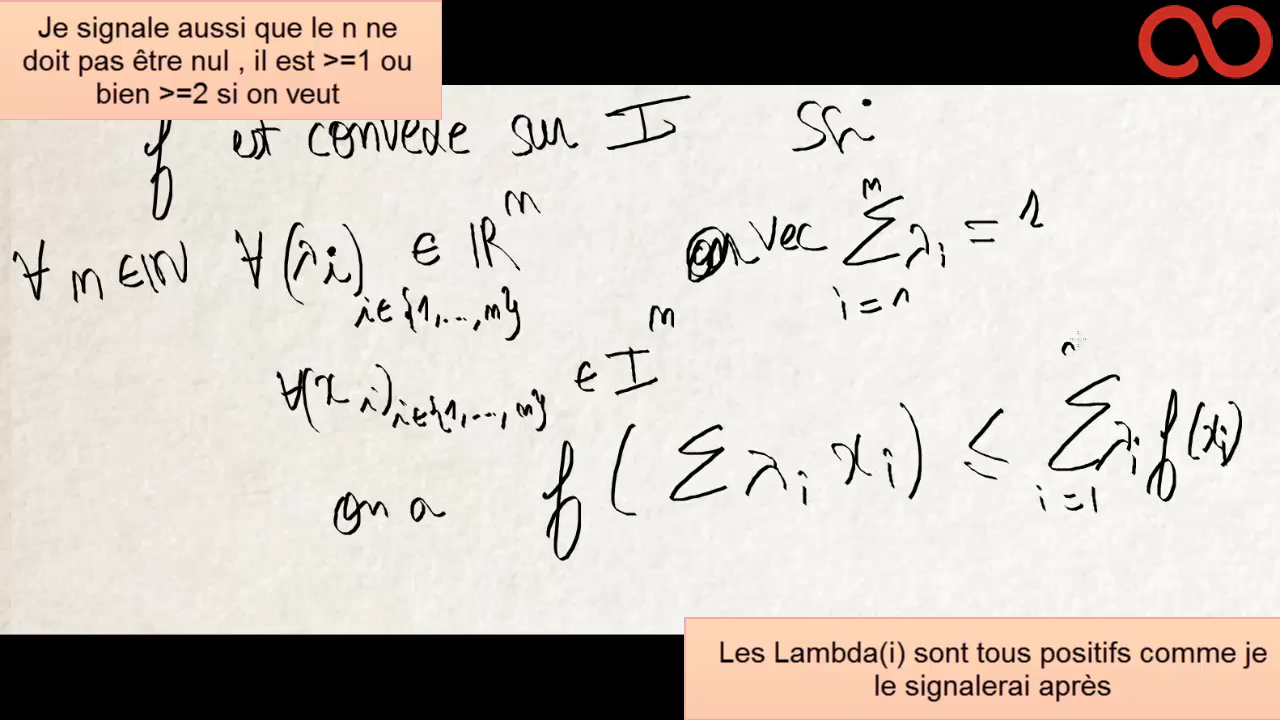 Je signale aussi que le n ne
doit pas être nul , il est >=1 ou
bien >=2 si on veut
f est convexe sur I ssi
∀ n ∈ ℕ ∀ (λi) i∈{1,...,n} ∈ ℝ^n avec ∑_{i=1}^{n} λi = 1
∀(xi) i∈{1,...,n} ∈ I^n
on a f ( ∑ λi xi ) ≤ ∑_{i=1} λi f(xi)
Les Lambda(i) sont tous positifs comme je
le signalerai après